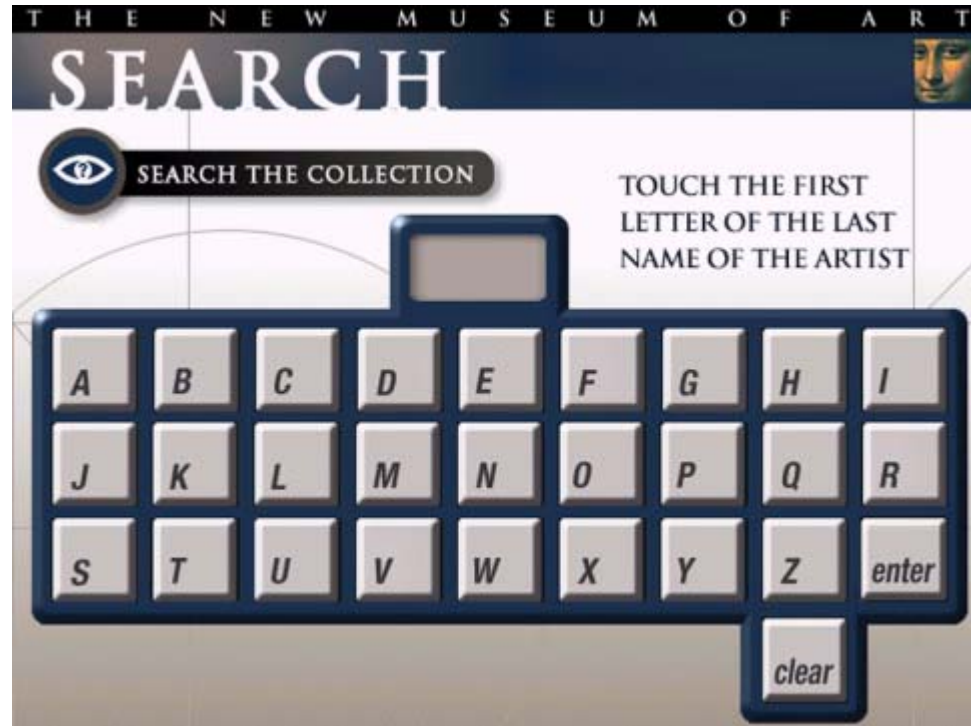 THE NEW MUSEUM OF ART
SEARCH
SEARCH THE COLLECTION
TOUCH THE FIRST
LETTER OF THE LAST
NAME OF THE ARTIST
A B C D E F G H I
J K L M N O P Q R
S T U V W X Y Z enter
clear